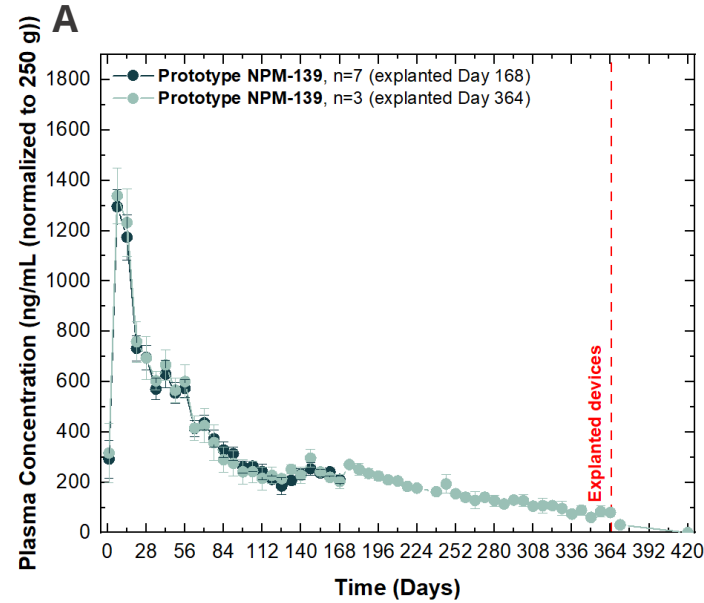 A
Prototype NPM-139, n=7 (explanted Day 168)
Prototype NPM-139, n=3 (explanted Day 364)
Plasma Concentration (ng/mL (normalized to 250 g))
1800
1600
1400
1200
1000
800
600
400
200
0
Explanted devices
0 28 56 84 112 140 168 196 224 252 280 308 336 364 392 420
Time (Days)